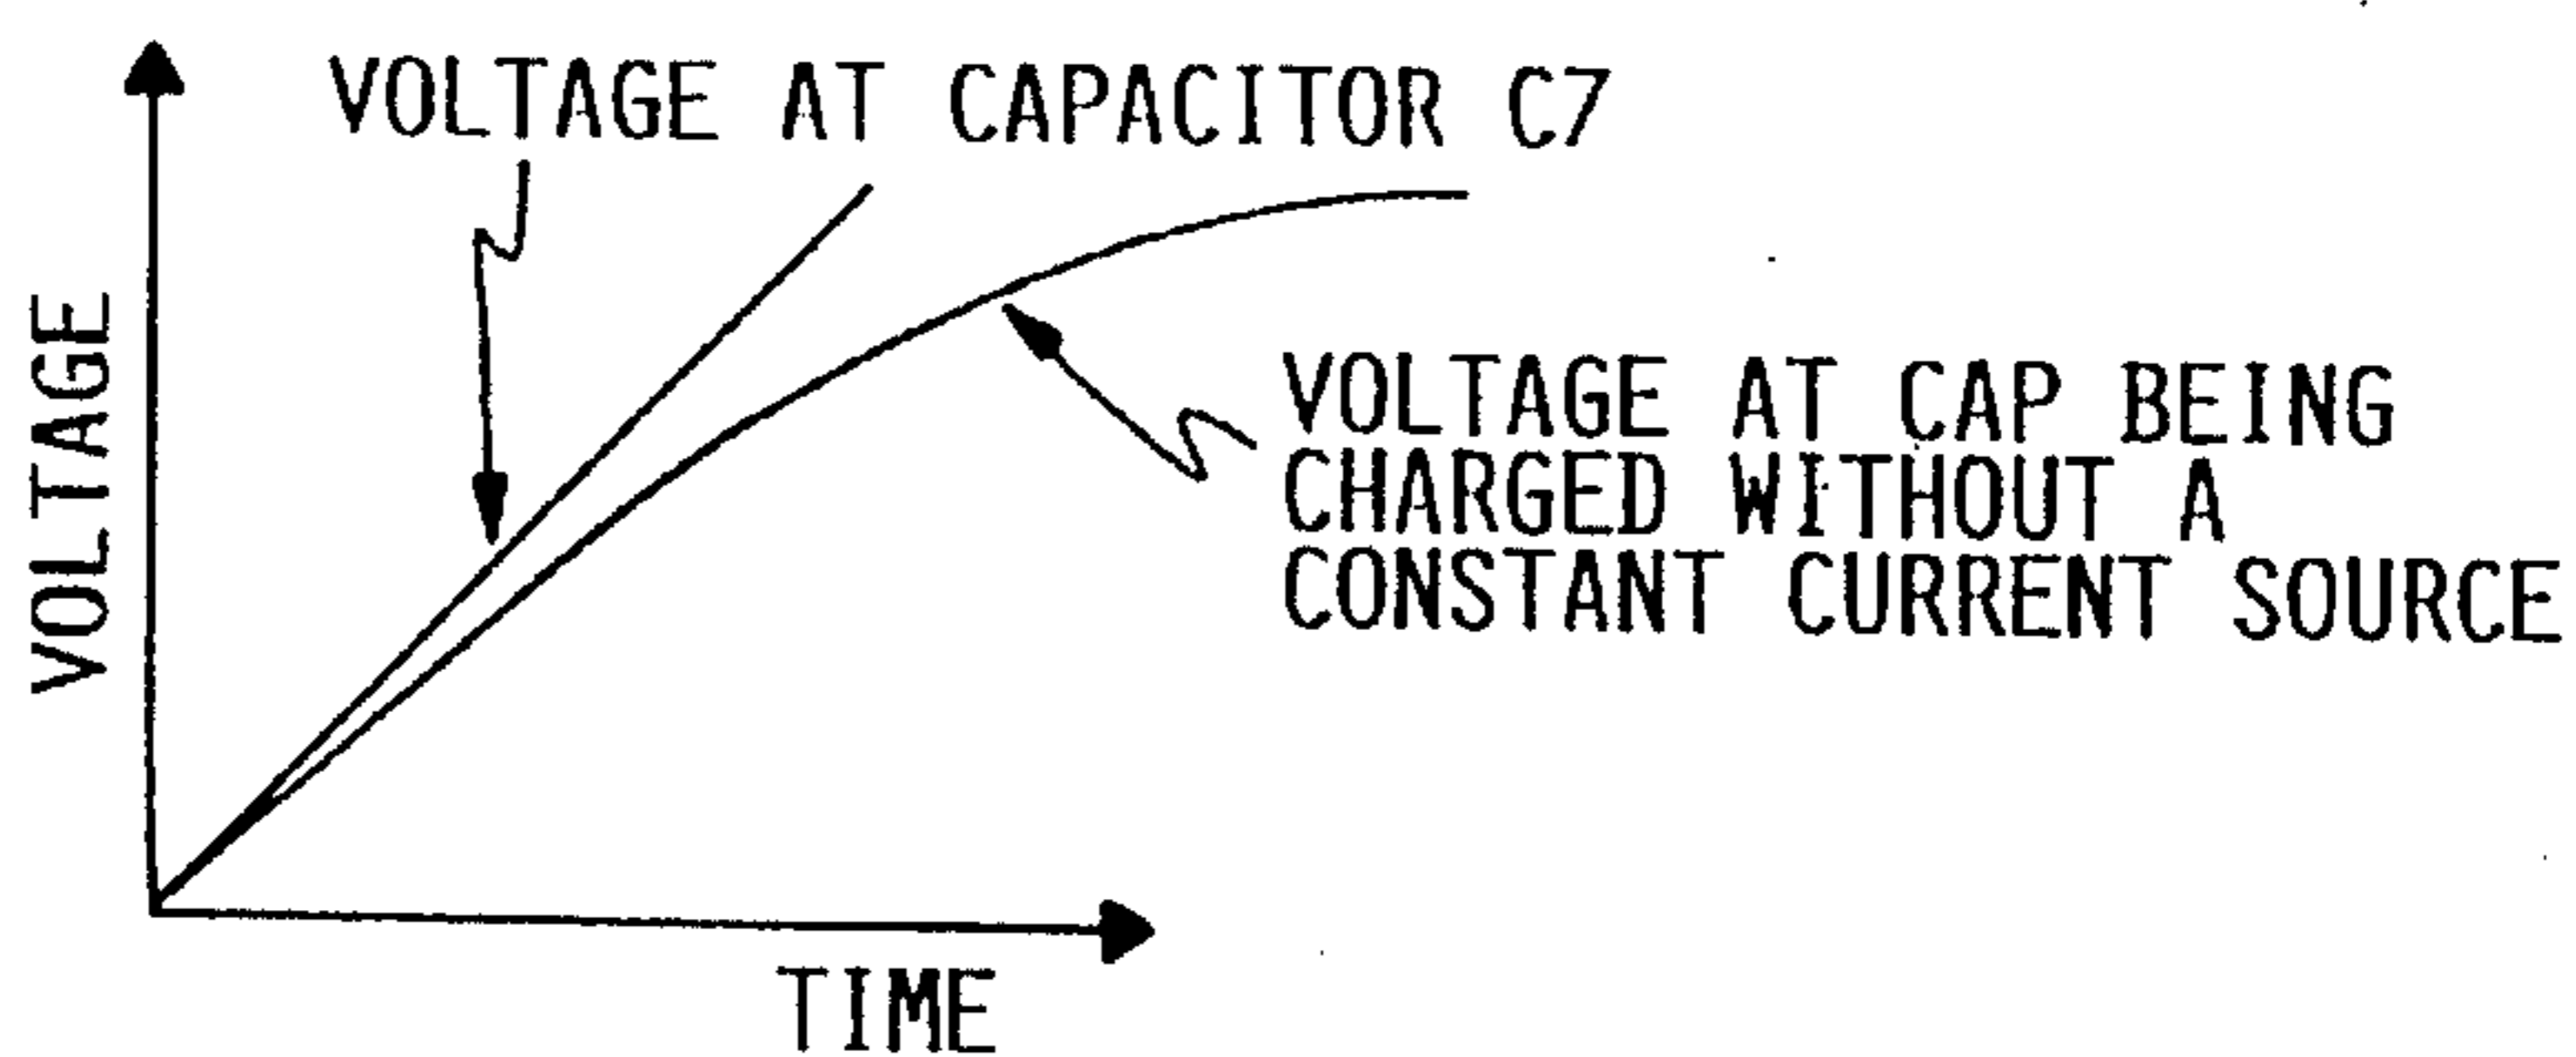 VOLTAGE AT CAPACITOR C7
VOLTAGE
VOLTAGE AT CAP BEING
CHARGED WITHOUT A
CONSTANT CURRENT SOURCE
TIME